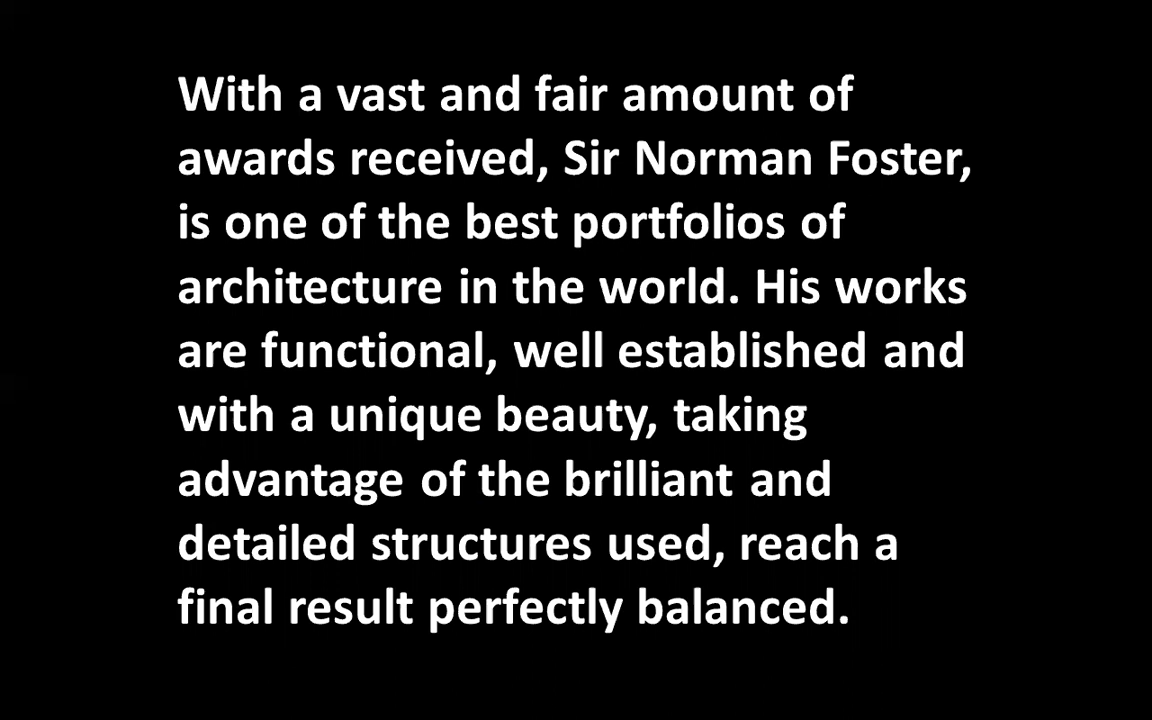 With a vast and fair amount of
awards received, Sir Norman Foster,
is one of the best portfolios of
architecture in the world. His works
are functional, well established and
with a unique beauty, taking
advantage of the brilliant and
detailed structures used, reach a
final result perfectly balanced.